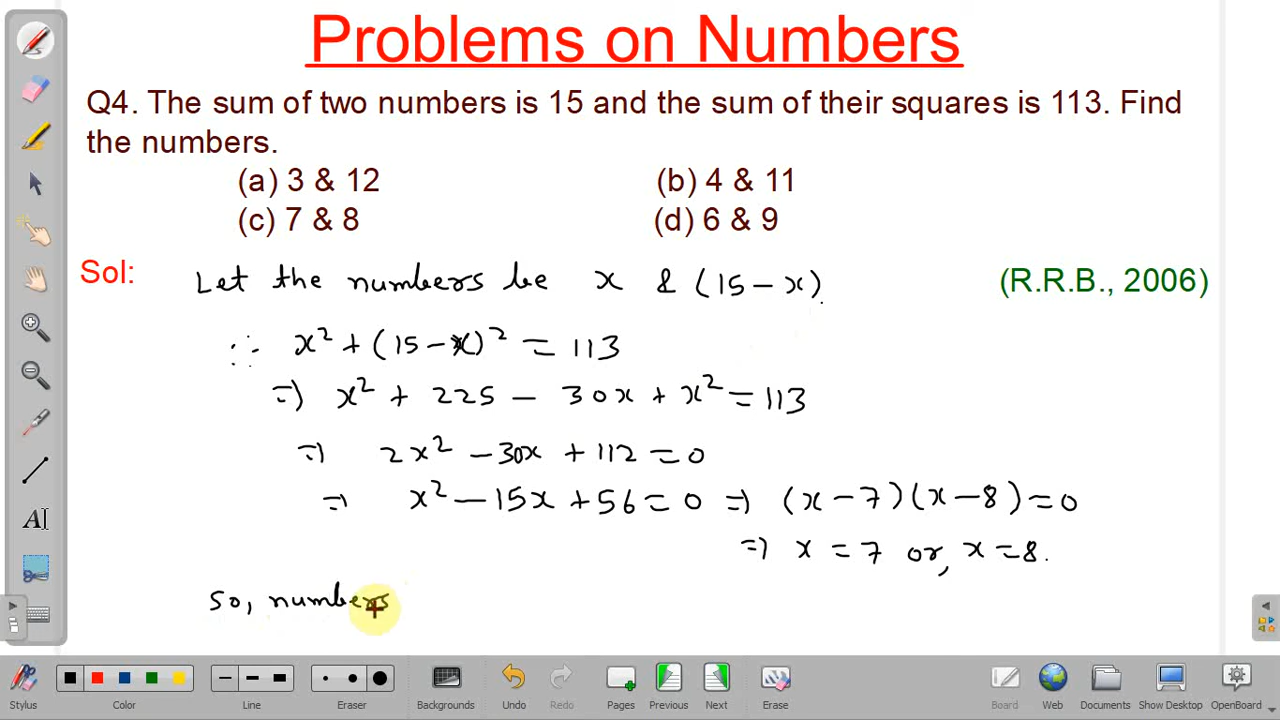 Problems on Numbers
Q4. The sum of two numbers is 15 and the sum of their squares is 113. Find
the numbers.
(a) 3 & 12 (b) 4 & 11
(c) 7 & 8 (d) 6 & 9
Sol: Let the numbers be x & (15 - x). (R.R.B., 2006)
∴ x² + (15 - x)² = 113
⇒ x² + 225 - 30x + x² = 113
⇒ 2x² - 30x + 112 = 0
⇒ x² - 15x + 56 = 0 ⇒ (x - 7)(x - 8) = 0
⇒ x = 7 or, x = 8.
So, numbers
Stylus Color Line Eraser Backgrounds Undo Redo Pages Previous Next Erase Board Web Documents Show Desktop OpenBoard